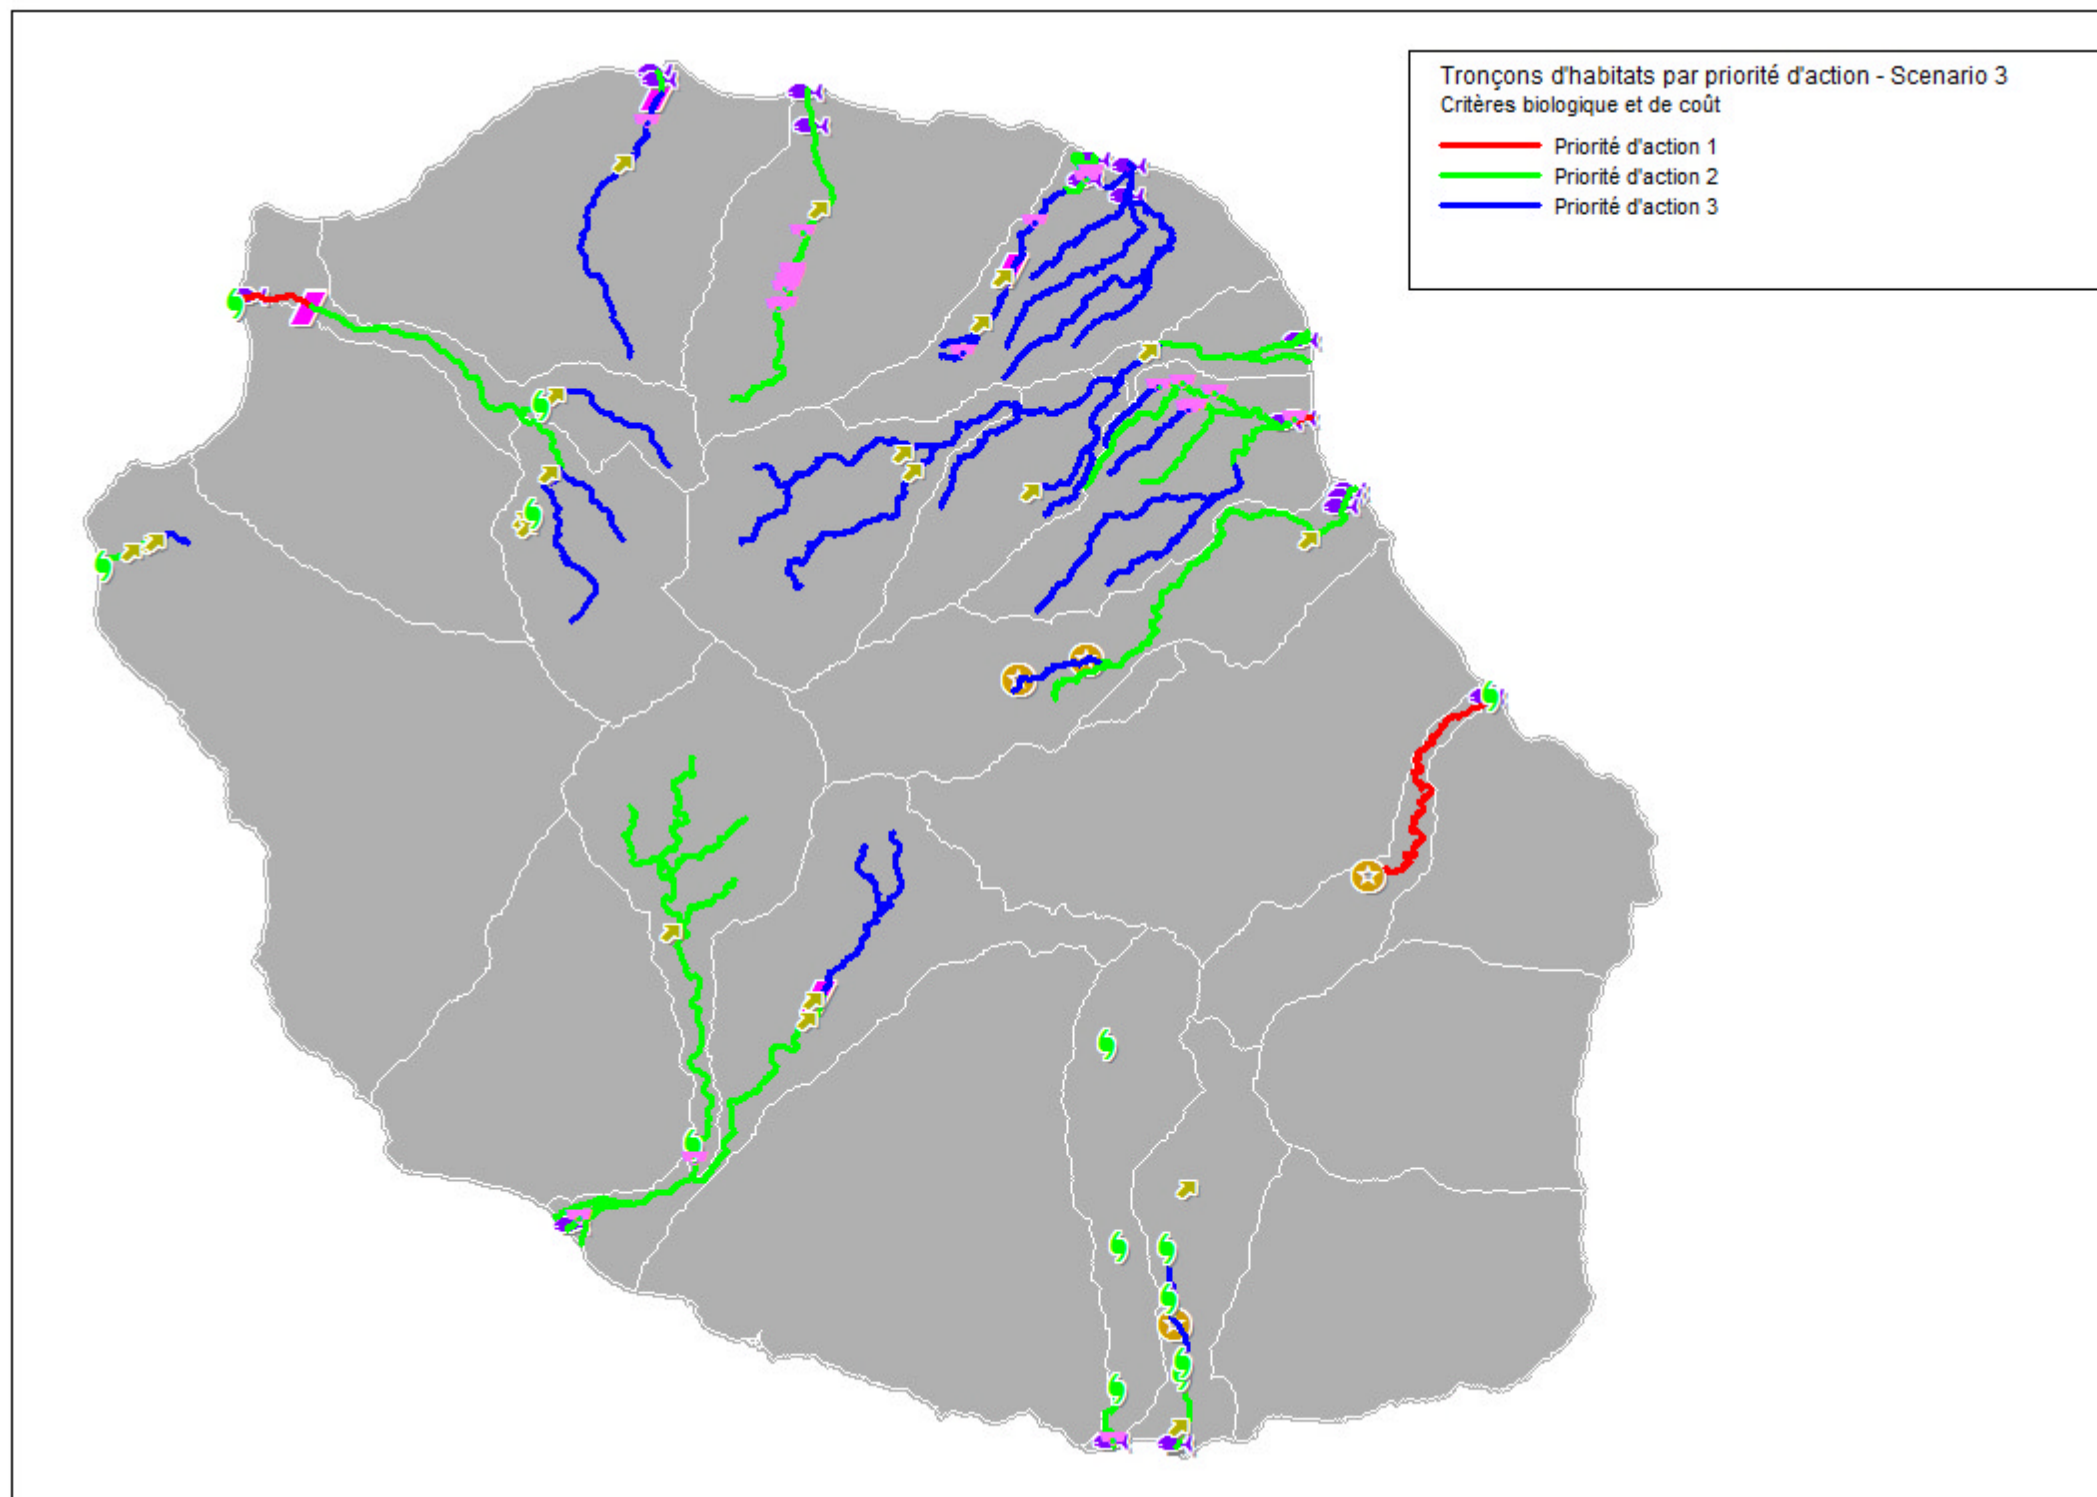 Tronçons d'habitats par priorité d'action - Scenario 3
Critères biologique et de coût
Priorité d'action 1
Priorité d'action 2
Priorité d'action 3